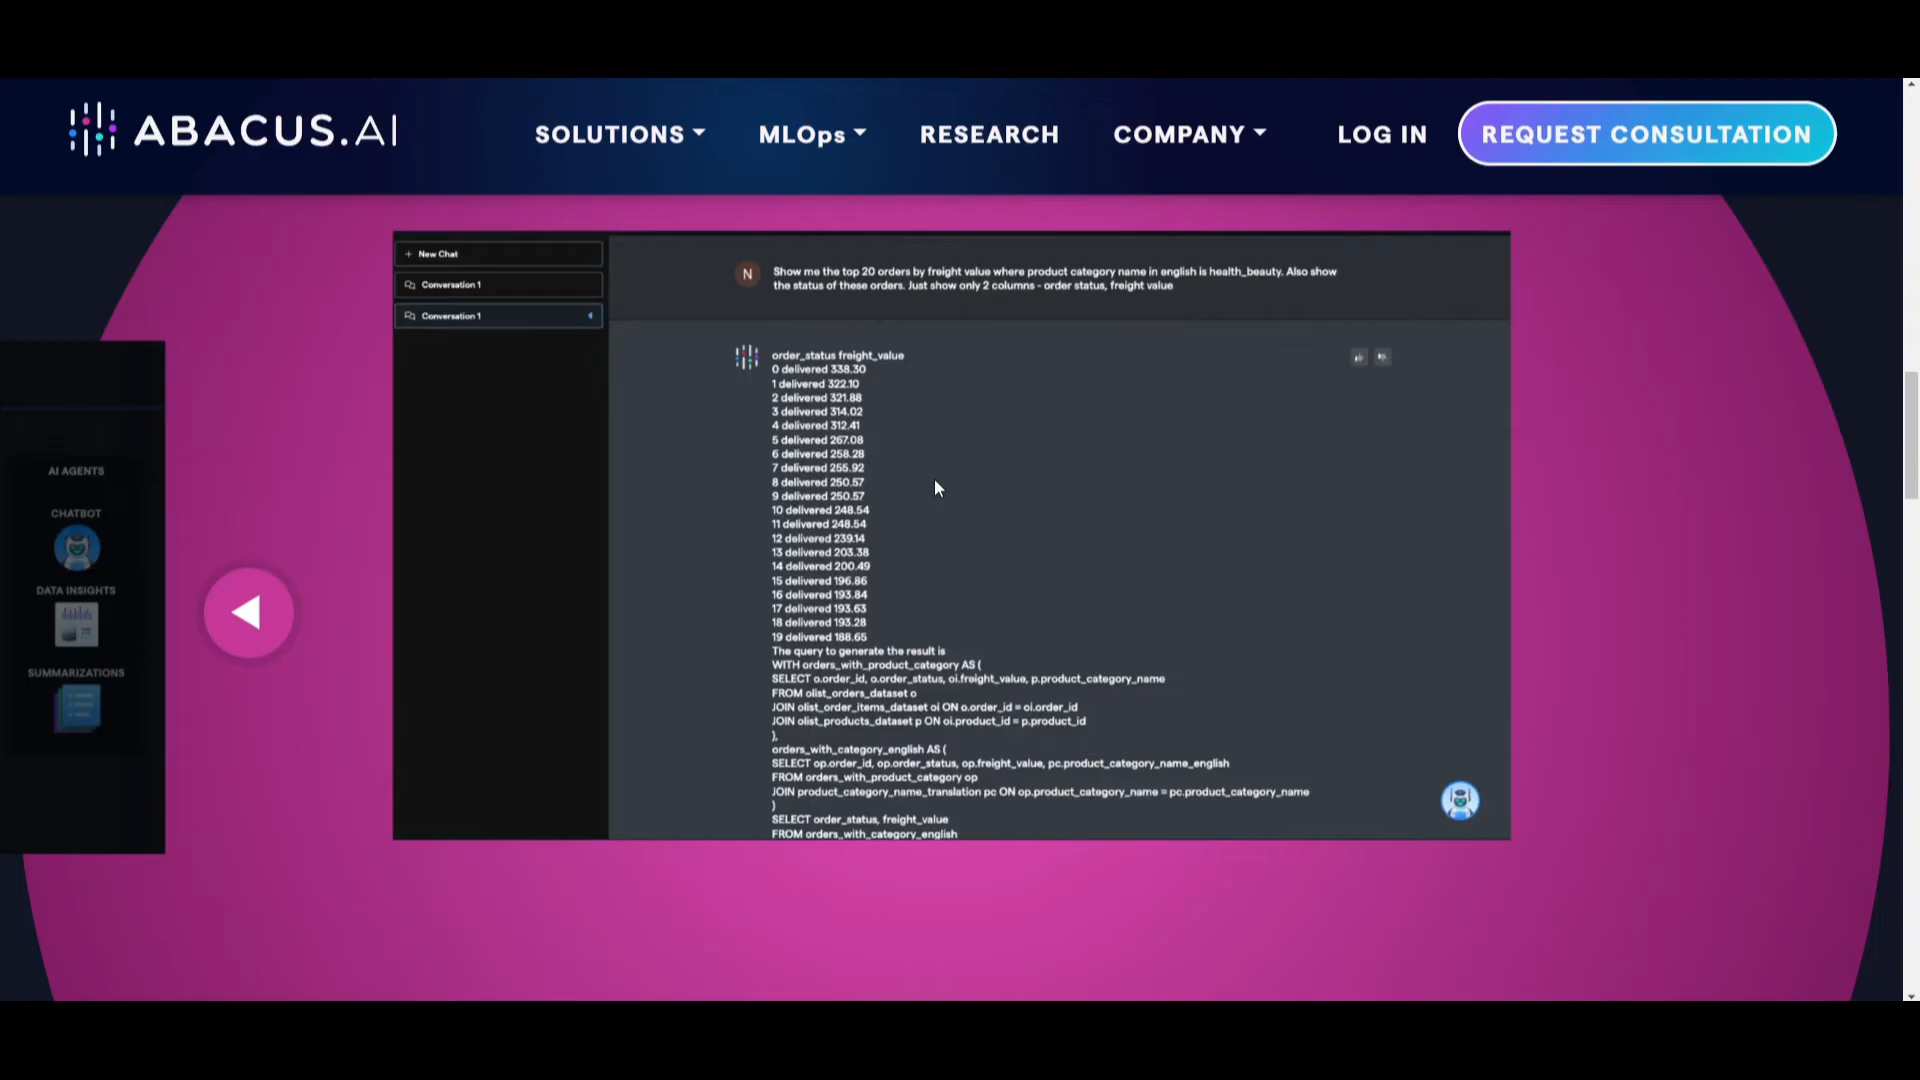 ABACUS.AI
SOLUTIONS
MLOps
RESEARCH
COMPANY
LOG IN
REQUEST CONSULTATION
+ New Chat
Conversation 1
Conversation 1
AI AGENTS
CHATBOT
DATA INSIGHTS
SUMMARIZATIONS
N
Show me the top 20 orders by freight value where product category name in english is health_beauty. Also show
the status of these orders. Just show only 2 columns - order status, freight value
order_status freight_value
0 delivered 338.30
1 delivered 322.10
2 delivered 321.88
3 delivered 314.02
4 delivered 312.41
5 delivered 267.08
6 delivered 258.28
7 delivered 255.92
8 delivered 250.57
9 delivered 250.57
10 delivered 248.54
11 delivered 248.54
12 delivered 239.14
13 delivered 203.38
14 delivered 200.49
15 delivered 196.86
16 delivered 193.84
17 delivered 193.63
18 delivered 193.28
19 delivered 188.65
The query to generate the result is
WITH orders_with_product_category AS (
SELECT o.order_id, o.order_status, oi.freight_value, p.product_category_name
FROM olist_orders_dataset o
JOIN olist_order_items_dataset oi ON o.order_id = oi.order_id
JOIN olist_products_dataset p ON oi.product_id = p.product_id
),
orders_with_category_english AS (
SELECT op.order_id, op.order_status, op.freight_value, pc.product_category_name_english
FROM orders_with_product_category op
JOIN product_category_name_translation pc ON op.product_category_name = pc.product_category_name
)
SELECT order_status, freight_value
FROM orders_with_category_english